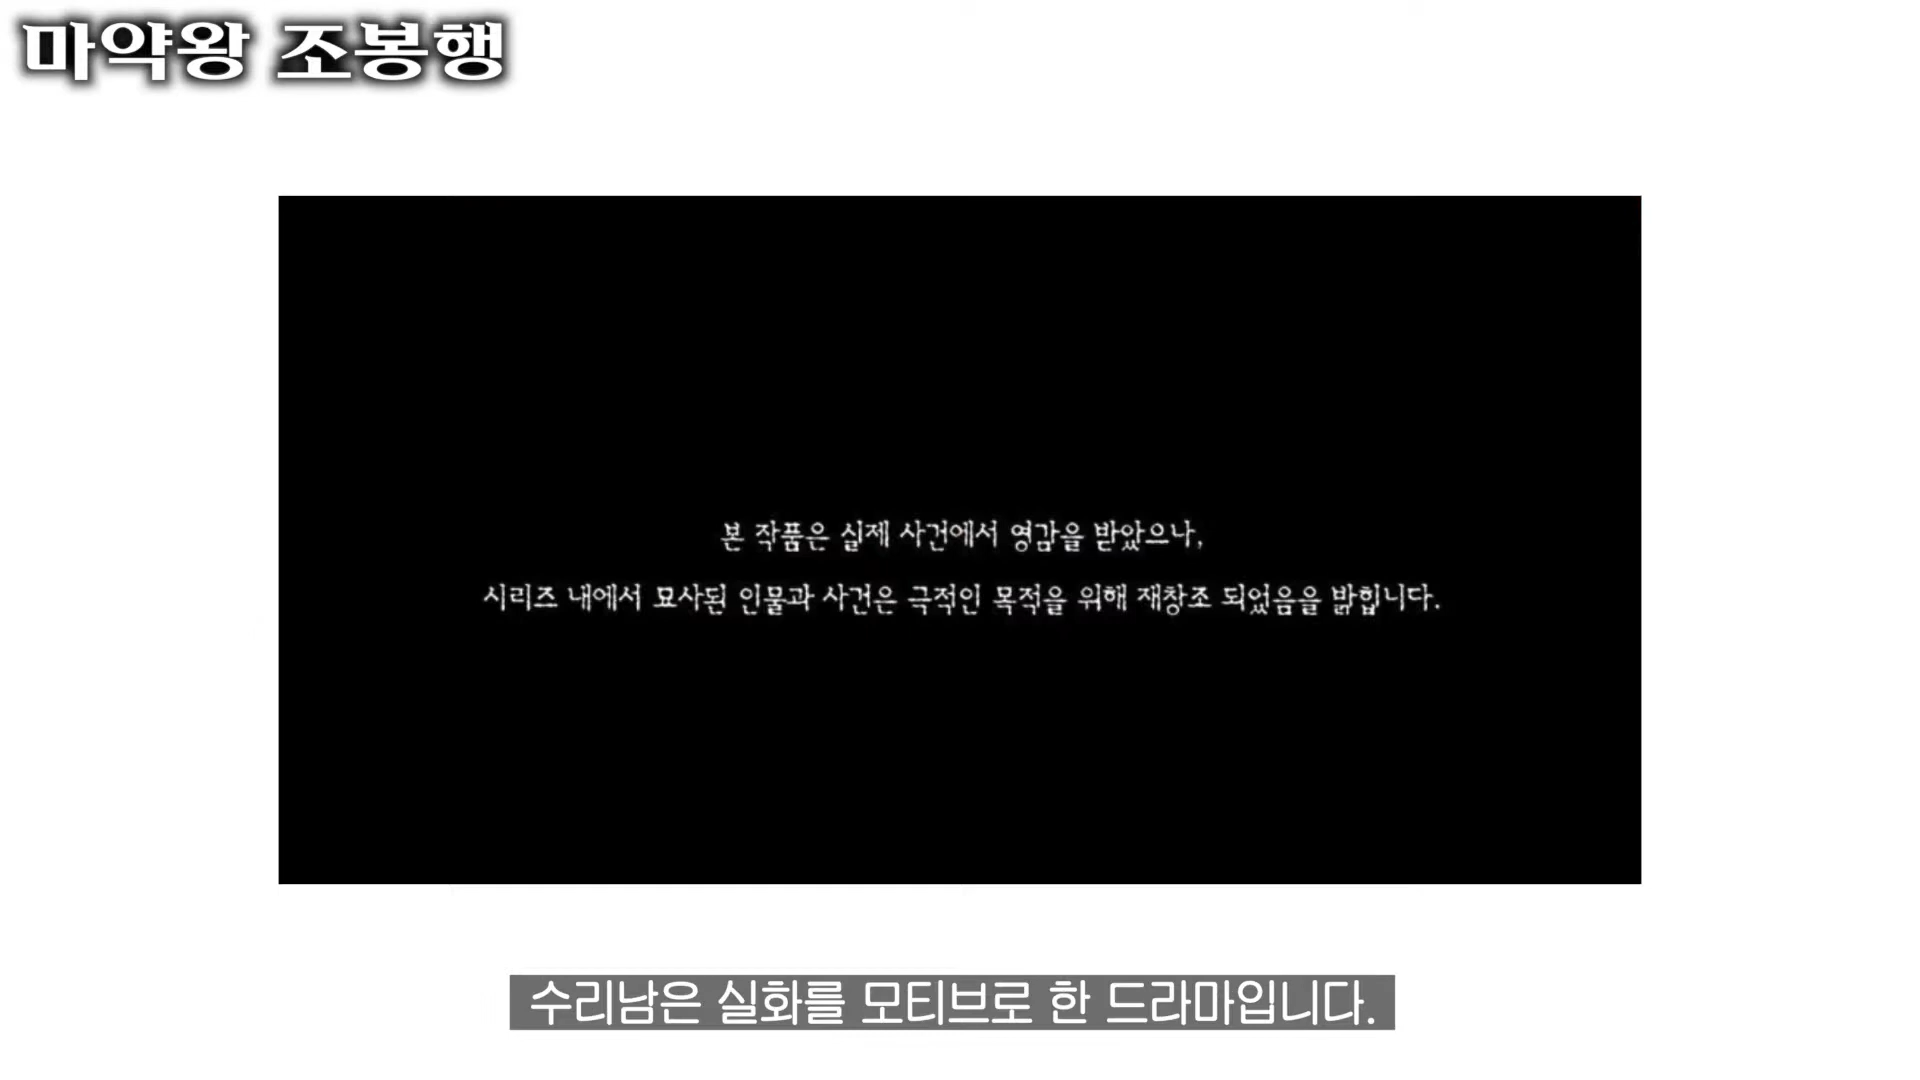 마약왕 조봉행
본 작품은 실제 사건에서 영감을 받았으나,
시리즈 내에서 묘사된 인물과 사건은 극적인 목적을 위해 재창조 되었음을 밝힙니다.
수리남은 실화를 모티브로 한 드라마입니다.